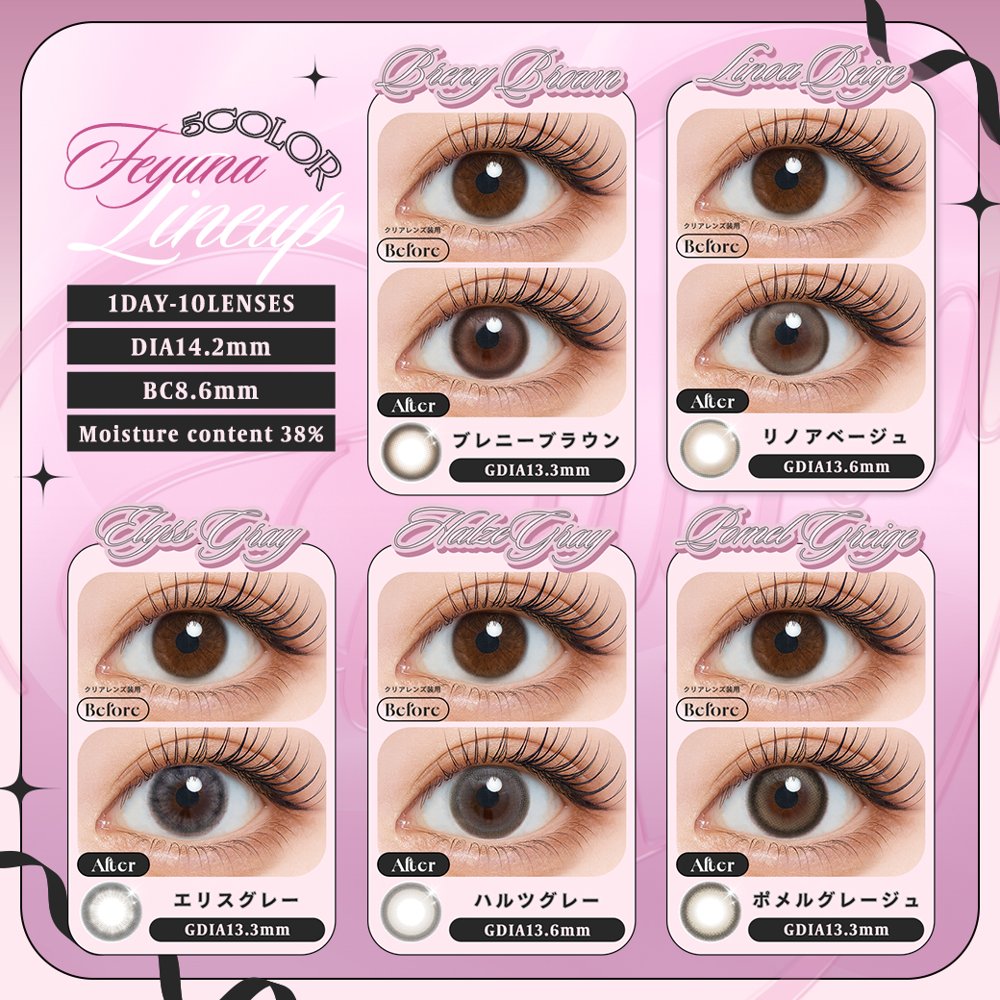 5COLOR
Feyuna
Lineup
1DAY-10LENSES
DIA14.2mm
BC8.6mm
Moisture content 38%
Breny Brown
クリアレンズ装用
Before
After
ブレニーブラウン
GDIA13.3mm
Linoa Beige
クリアレンズ装用
Before
After
リノアベージュ
GDIA13.6mm
Elyss Gray
クリアレンズ装用
Before
After
エリスグレー
GDIA13.3mm
Halze Gray
クリアレンズ装用
Before
After
ハルツグレー
GDIA13.6mm
Pomel Greige
クリアレンズ装用
Before
After
ポメルグレージュ
GDIA13.3mm